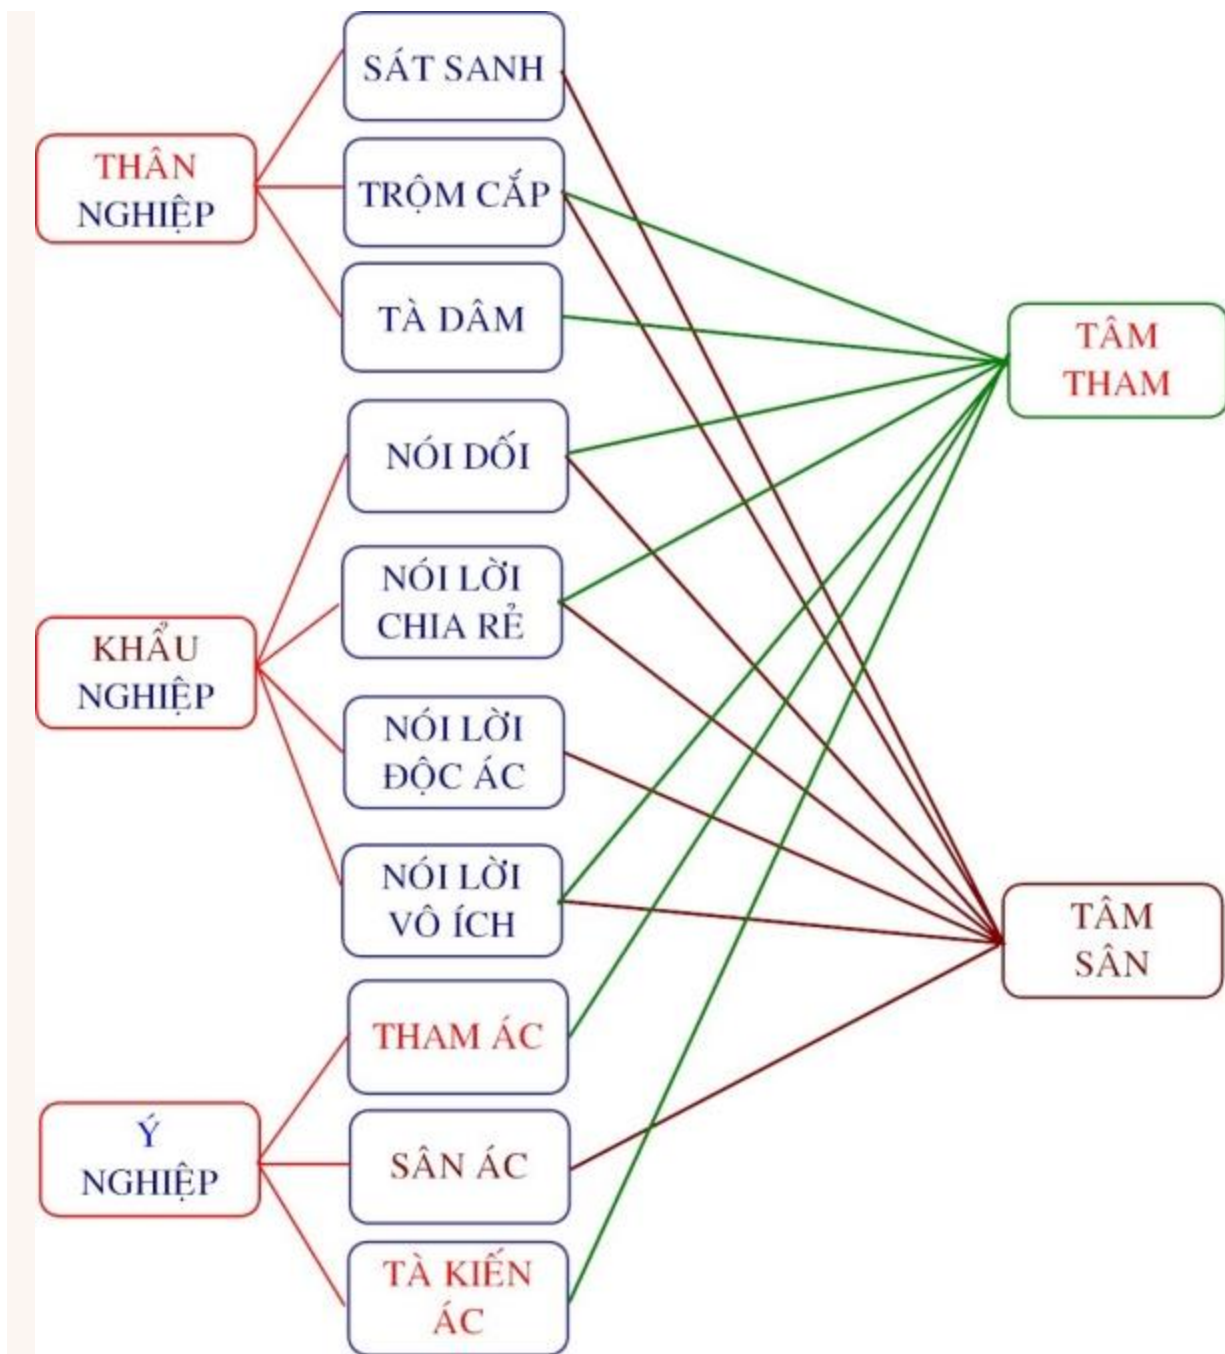 THÂN
NGHIỆP
SÁT SANH
TRỘM CẮP
TÀ DÂM
KHẨU
NGHIỆP
NÓI DỐI
NÓI LỜI
CHIA RẺ
NÓI LỜI
ĐỘC ÁC
NÓI LỜI
VÔ ÍCH
Ý
NGHIỆP
THAM ÁC
SÂN ÁC
TÀ KIẾN
ÁC
TÂM
THAM
TÂM
SÂN